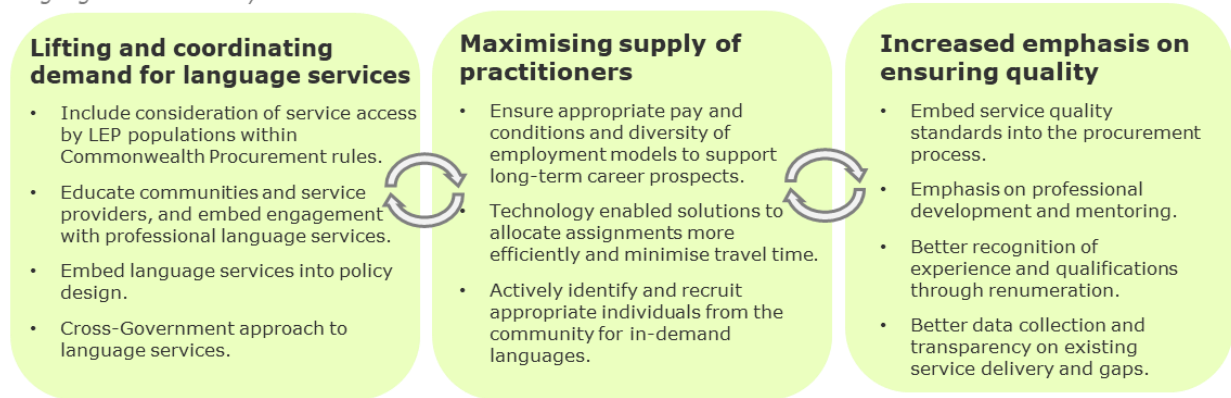 Lifting and coordinating
demand for language services
• Include consideration of service access
by LEP populations within
Commonwealth Procurement rules.
• Educate communities and service
providers, and embed engagement
with professional language services.
• Embed language services into policy
design.
• Cross-Government approach to
language services.
Maximising supply of
practitioners
• Ensure appropriate pay and
conditions and diversity of
employment models to support
long-term career prospects.
• Technology enabled solutions to
allocate assignments more
efficiently and minimise travel time.
• Actively identify and recruit
appropriate individuals from the
community for in-demand
languages.
Increased emphasis on
ensuring quality
• Embed service quality
standards into the procurement
process.
• Emphasis on professional
development and mentoring.
• Better recognition of
experience and qualifications
through renumeration.
• Better data collection and
transparency on existing
service delivery and gaps.